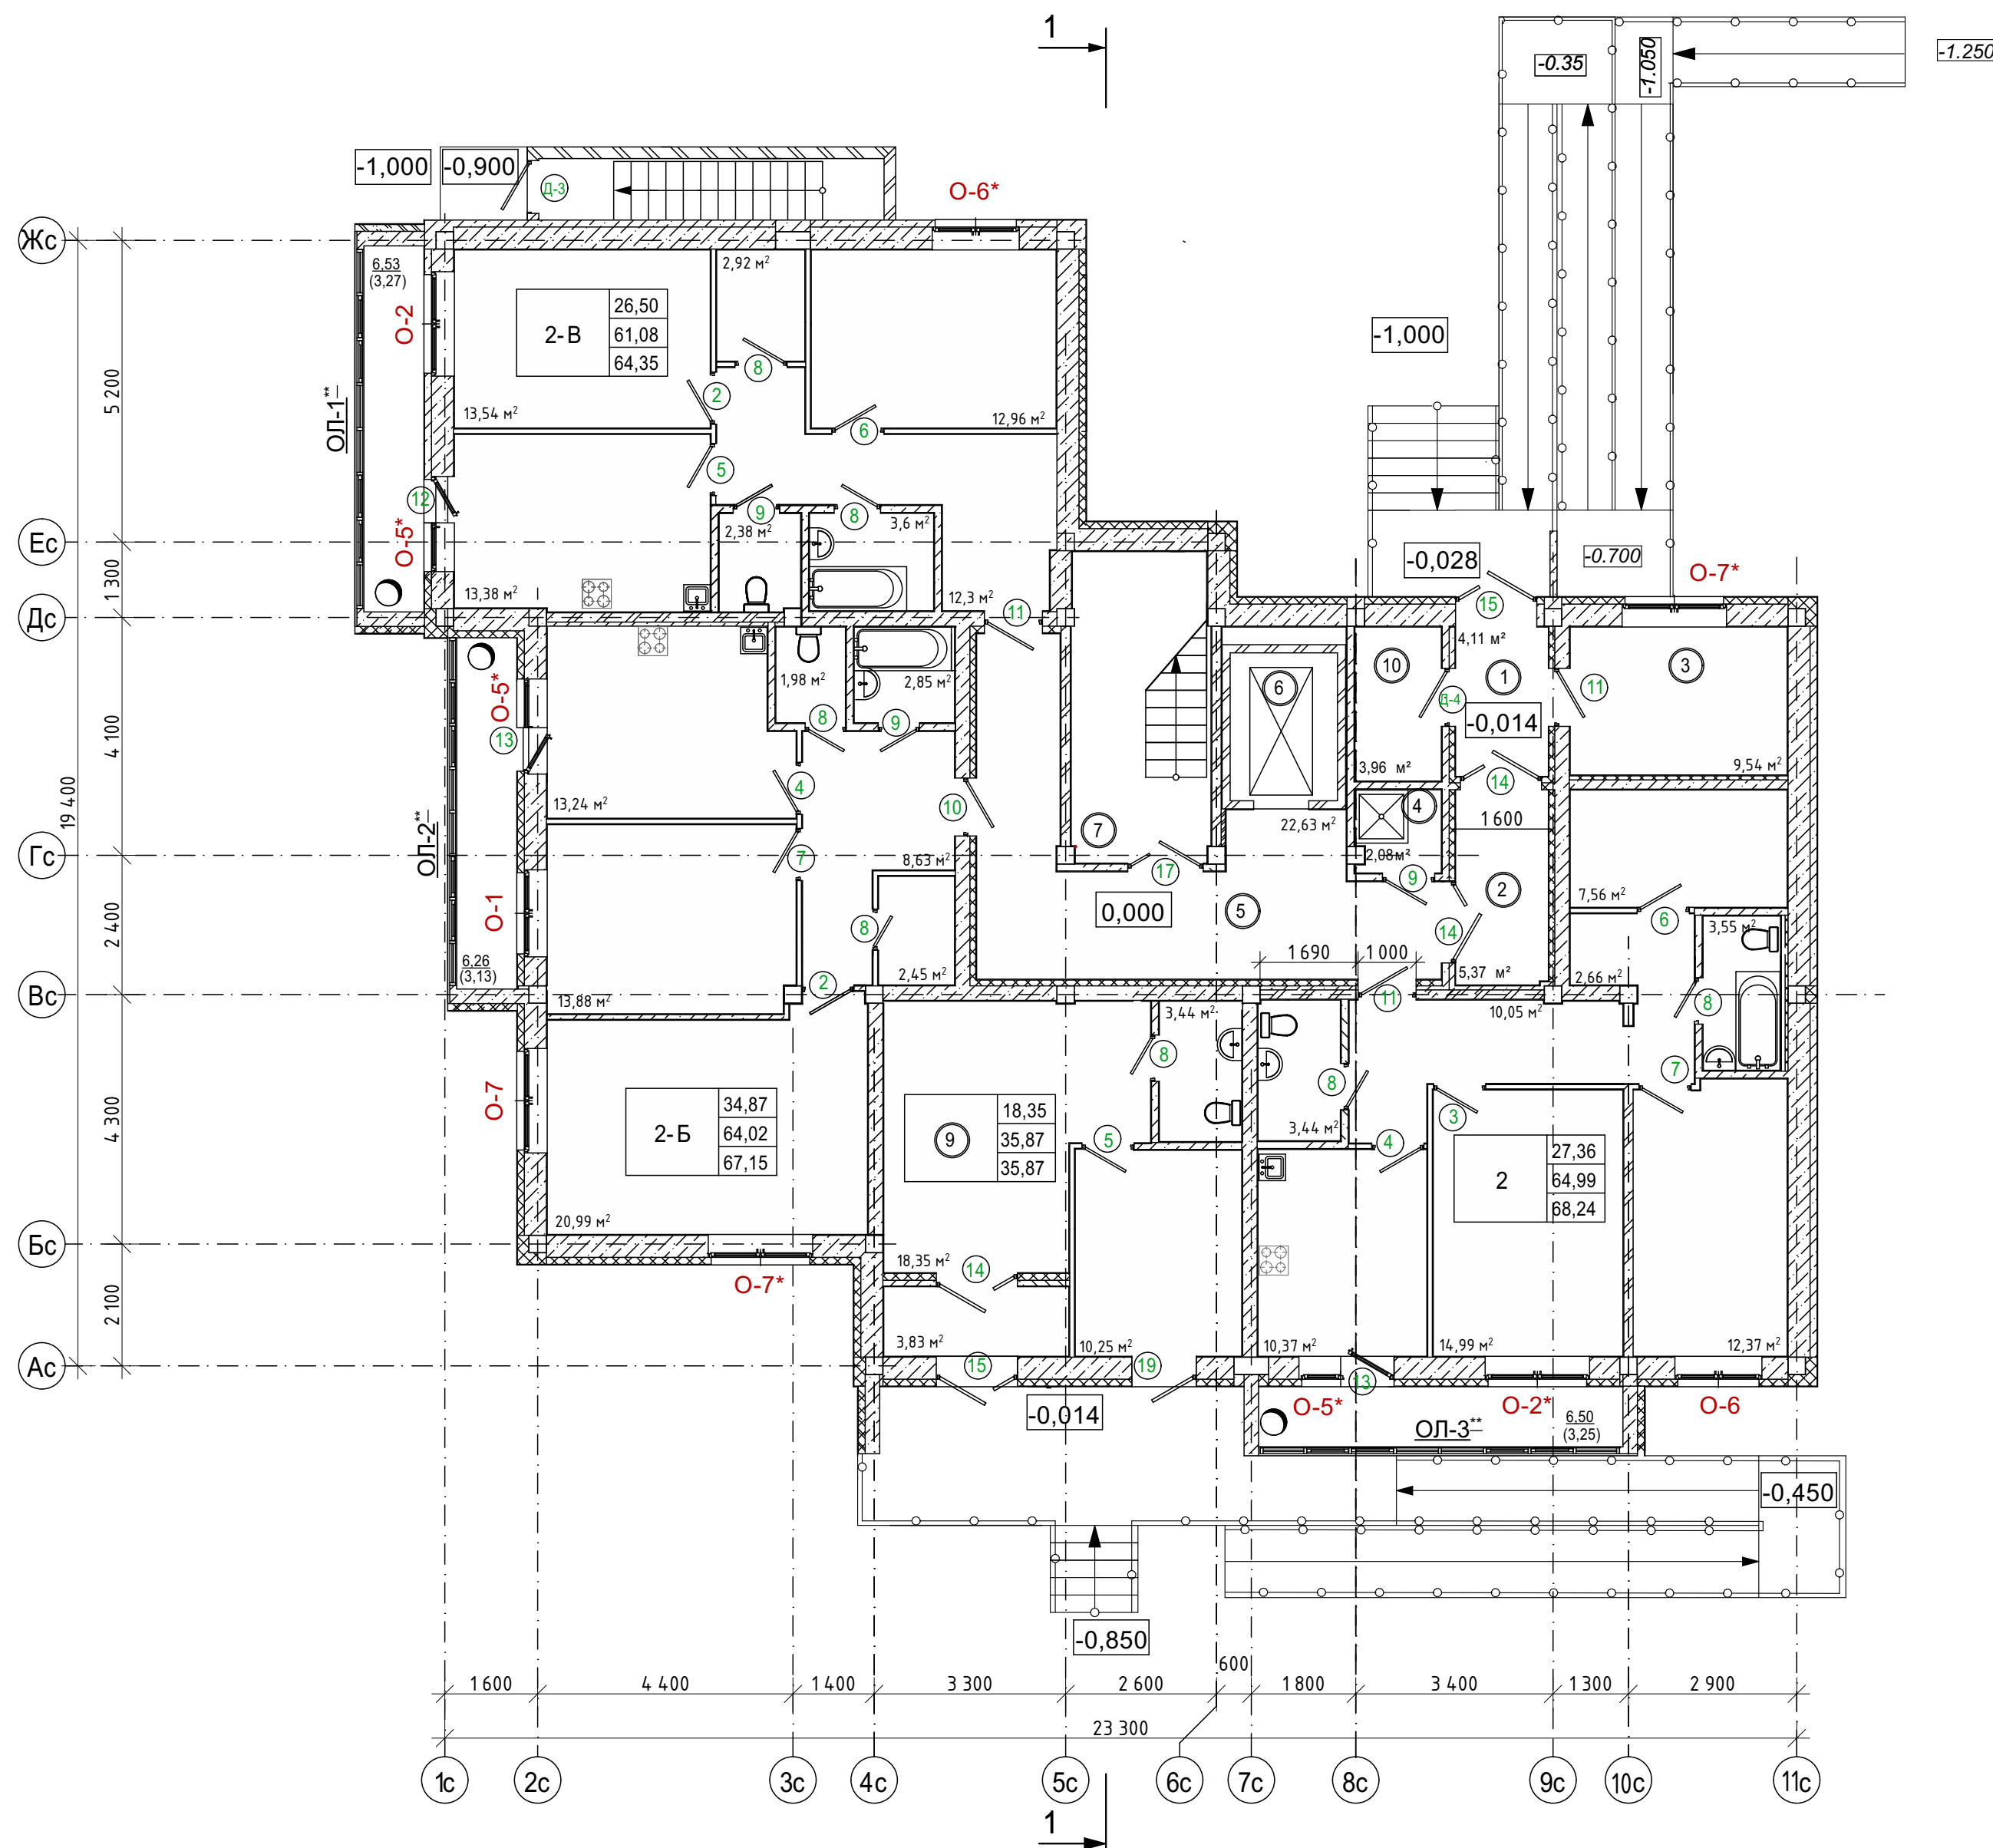 1
-0.35
-1.050
-1.250
-1,000
-0,900
Д-3
О-6*
Жс
6,53
(3,27)
2,92 м²
О-2
2-В
26,50
61,08
64,35
8
-1,000
ОЛ-1**
5 200
2
13,54 м²
6
12,96 м²
5
12
9
8
О-5*
2,38 м²
3,6 м²
Ес
-0,028
-0.700
О-7*
1 300
13,38 м²
12,3 м²
11
15
Дс
4,11 м²
10
1
3
6
1,98 м²
2,85 м²
О-5*
11
Д-4
-0,014
13
8
9
4 100
19 400
3,96 м²
14
9,54 м²
4
10
13,24 м²
4
1 600
7
22,63 м²
ОЛ-2**
Гс
7
8,63 м²
17
2,08м²
9
2
7,56 м²
О-1
0,000
5
6
2 400
8
14
3,55 м²
1 690
1 000
6,26
(3,13)
2,45 м²
5,37 м²
2,66 м²
Вс
13,88 м²
2
11
8
3,44 м²
10,05 м²
8
8
7
О-7
2-Б
34,87
64,02
67,15
9
18,35
35,87
35,87
3
4 300
5
3,44 м²
4
2
27,36
64,99
68,24
20,99 м²
Бс
18,35 м²
14
О-7*
2 100
3,83 м²
10,25 м²
10,37 м²
14,99 м²
12,37 м²
Ас
15
19
13
-0,014
О-5*
О-2*
О-6
ОЛ-3**
6,50
(3,25)
-0,450
-0,850
600
1 600
4 400
1 400
3 300
2 600
1 800
3 400
1 300
2 900
23 300
1с
2с
3с
4с
5с
6с
7с
8с
9с
10с
11с
1